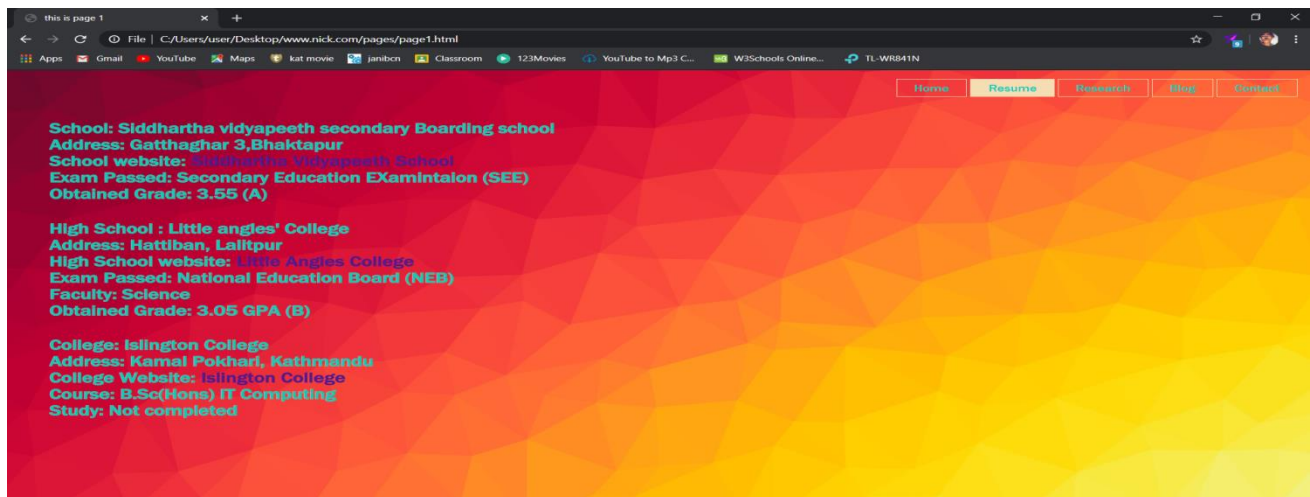 this is page 1
File | C:/Users/user/Desktop/www.nick.com/pages/page1.html
Apps Gmail YouTube Maps kat movie janibcn Classroom 123Movies YouTube to Mp3 C... W3Schools Online... TL-WR841N
Home Resume Research Blog Contact
School: Siddhartha vidyapeeth secondary Boarding school
Address: Gatthaghar 3,Bhaktapur
School website: Siddhartha Vidyapeeth School
Exam Passed: Secondary Education EXamintaion (SEE)
Obtained Grade: 3.55 (A)
High School : Little angles' College
Address: Hattiban, Lalitpur
High School website: Little Angles College
Exam Passed: National Education Board (NEB)
Faculty: Science
Obtained Grade: 3.05 GPA (B)
College: Islington College
Address: Kamal Pokhari, Kathmandu
College Website: Islington College
Course: B.Sc(Hons) IT Computing
Study: Not completed